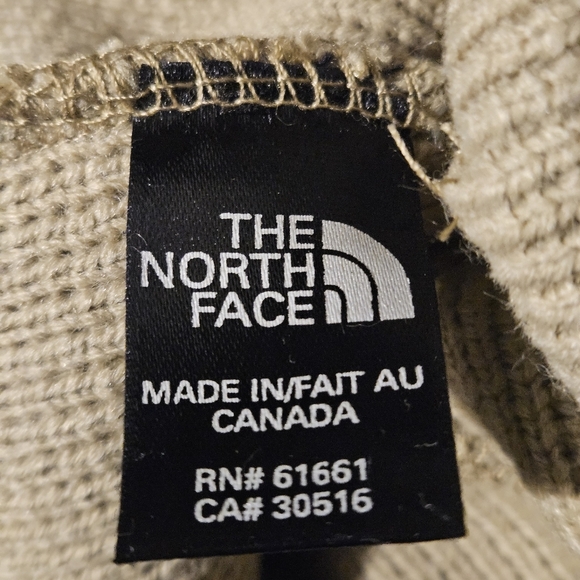 THE
NORTH
FACE
MADE IN/FAIT AU
CANADA
RN# 61661
CA# 30516